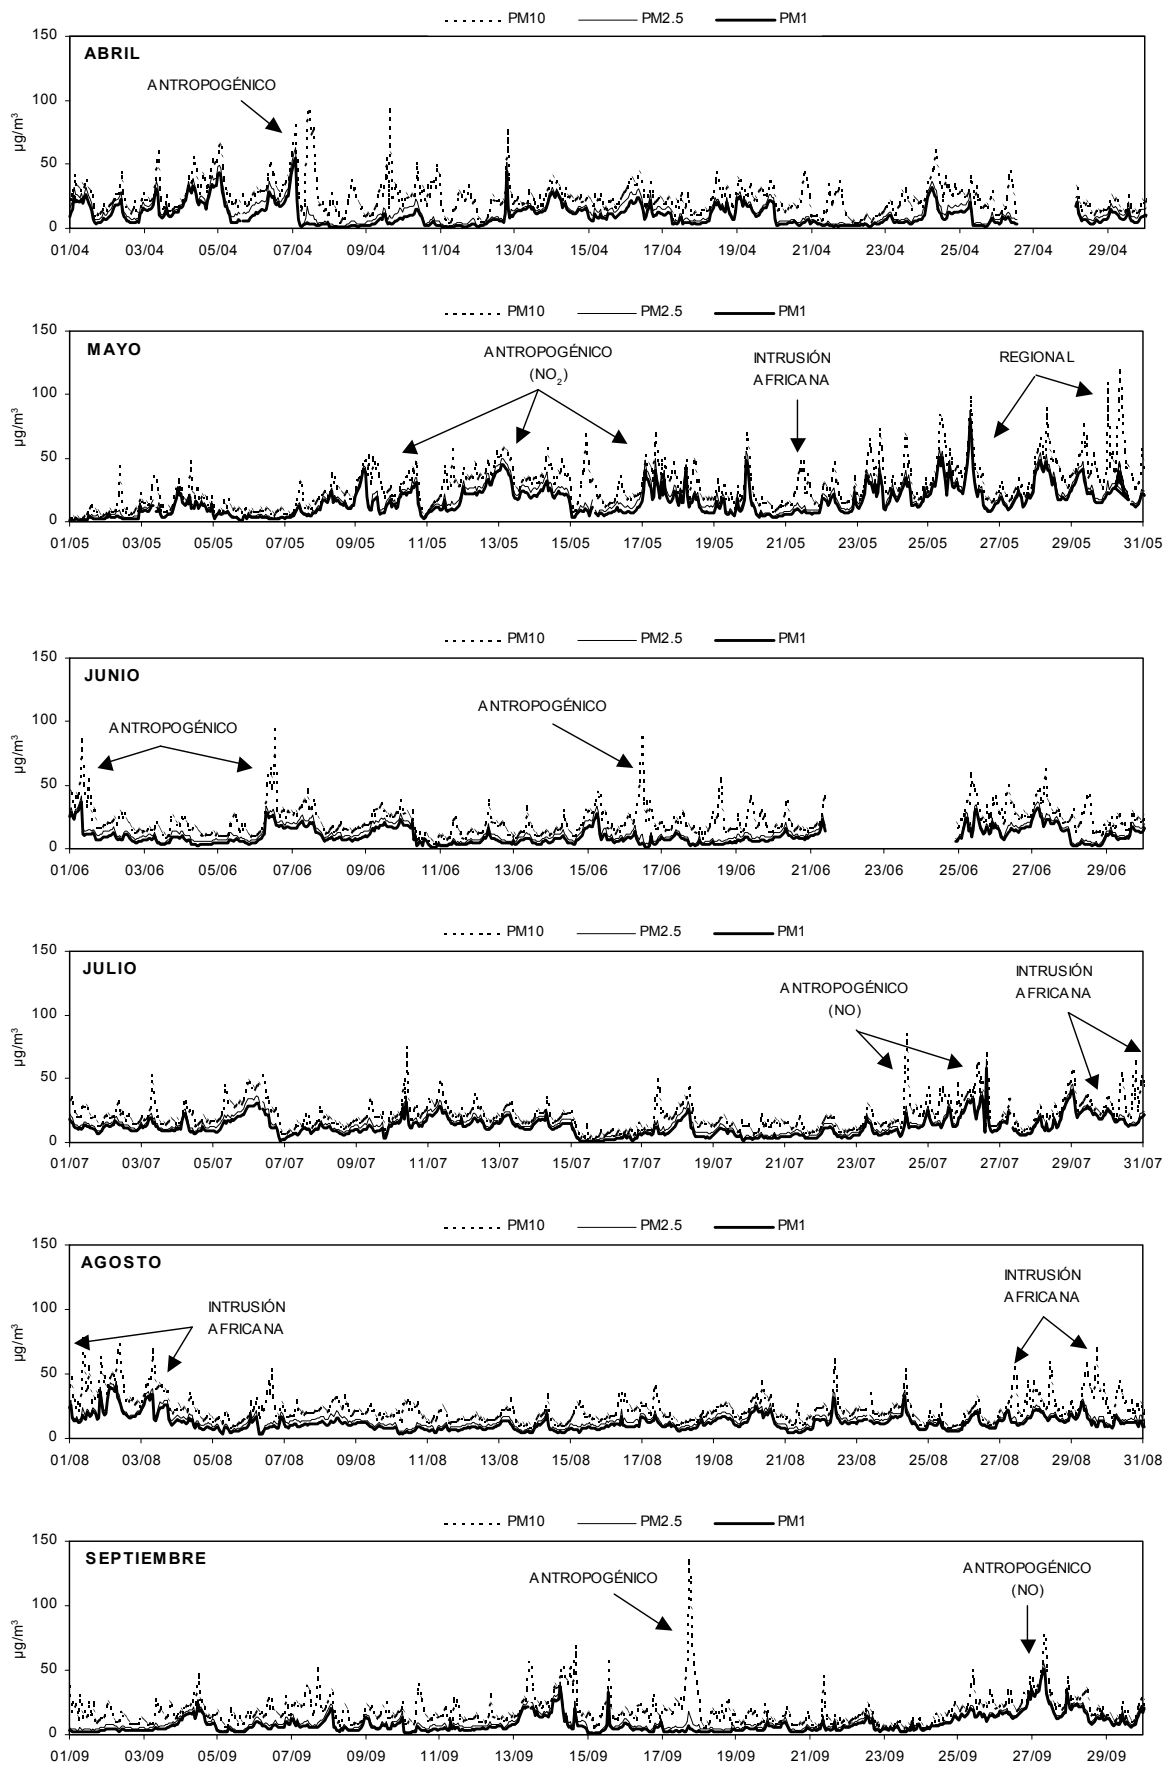 PM10 PM2.5 PM1
150
ABRIL
ANTROPOGÉNICO
100
µg/m³
50
0
01/04 03/04 05/04 07/04 09/04 11/04 13/04 15/04 17/04 19/04 21/04 23/04 25/04 27/04 29/04
PM10 PM2.5 PM1
150
MAYO
ANTROPOGÉNICO
(NO₂)
INTRUSIÓN
AFRICANA
REGIONAL
100
µg/m³
50
0
01/05 03/05 05/05 07/05 09/05 11/05 13/05 15/05 17/05 19/05 21/05 23/05 25/05 27/05 29/05 31/05
PM10 PM2.5 PM1
150
JUNIO
ANTROPOGÉNICO
ANTROPOGÉNICO
100
µg/m³
50
0
01/06 03/06 05/06 07/06 09/06 11/06 13/06 15/06 17/06 19/06 21/06 23/06 25/06 27/06 29/06
PM10 PM2.5 PM1
150
JULIO
ANTROPOGÉNICO
(NO)
INTRUSIÓN
AFRICANA
100
µg/m³
50
0
01/07 03/07 05/07 07/07 09/07 11/07 13/07 15/07 17/07 19/07 21/07 23/07 25/07 27/07 29/07 31/07
PM10 PM2.5 PM1
150
AGOSTO
INTRUSIÓN
AFRICANA
INTRUSIÓN
AFRICANA
100
µg/m³
50
0
01/08 03/08 05/08 07/08 09/08 11/08 13/08 15/08 17/08 19/08 21/08 23/08 25/08 27/08 29/08 31/08
PM10 PM2.5 PM1
150
SEPTIEMBRE
ANTROPOGÉNICO
ANTROPOGÉNICO
(NO)
100
µg/m³
50
0
01/09 03/09 05/09 07/09 09/09 11/09 13/09 15/09 17/09 19/09 21/09 23/09 25/09 27/09 29/09